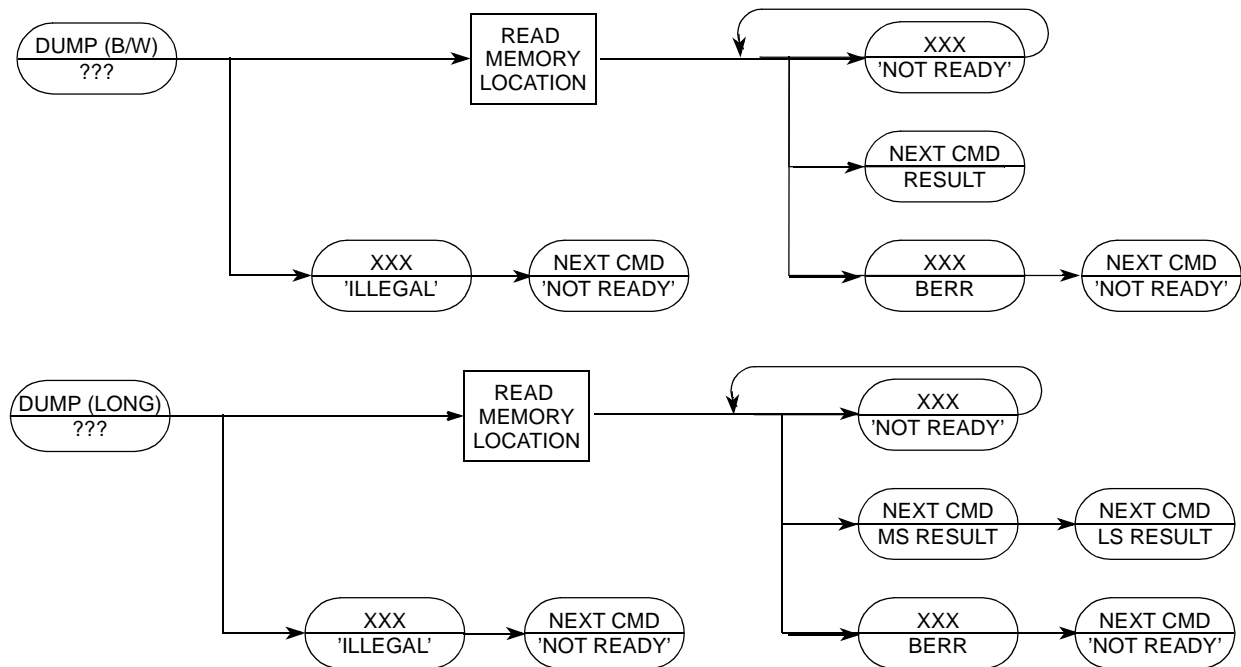 DUMP (B/W)
???
READ
MEMORY
LOCATION
XXX
'NOT READY'
NEXT CMD
RESULT
XXX
'ILLEGAL'
NEXT CMD
'NOT READY'
XXX
BERR
NEXT CMD
'NOT READY'
DUMP (LONG)
???
READ
MEMORY
LOCATION
XXX
'NOT READY'
NEXT CMD
MS RESULT
NEXT CMD
LS RESULT
XXX
'ILLEGAL'
NEXT CMD
'NOT READY'
XXX
BERR
NEXT CMD
'NOT READY'